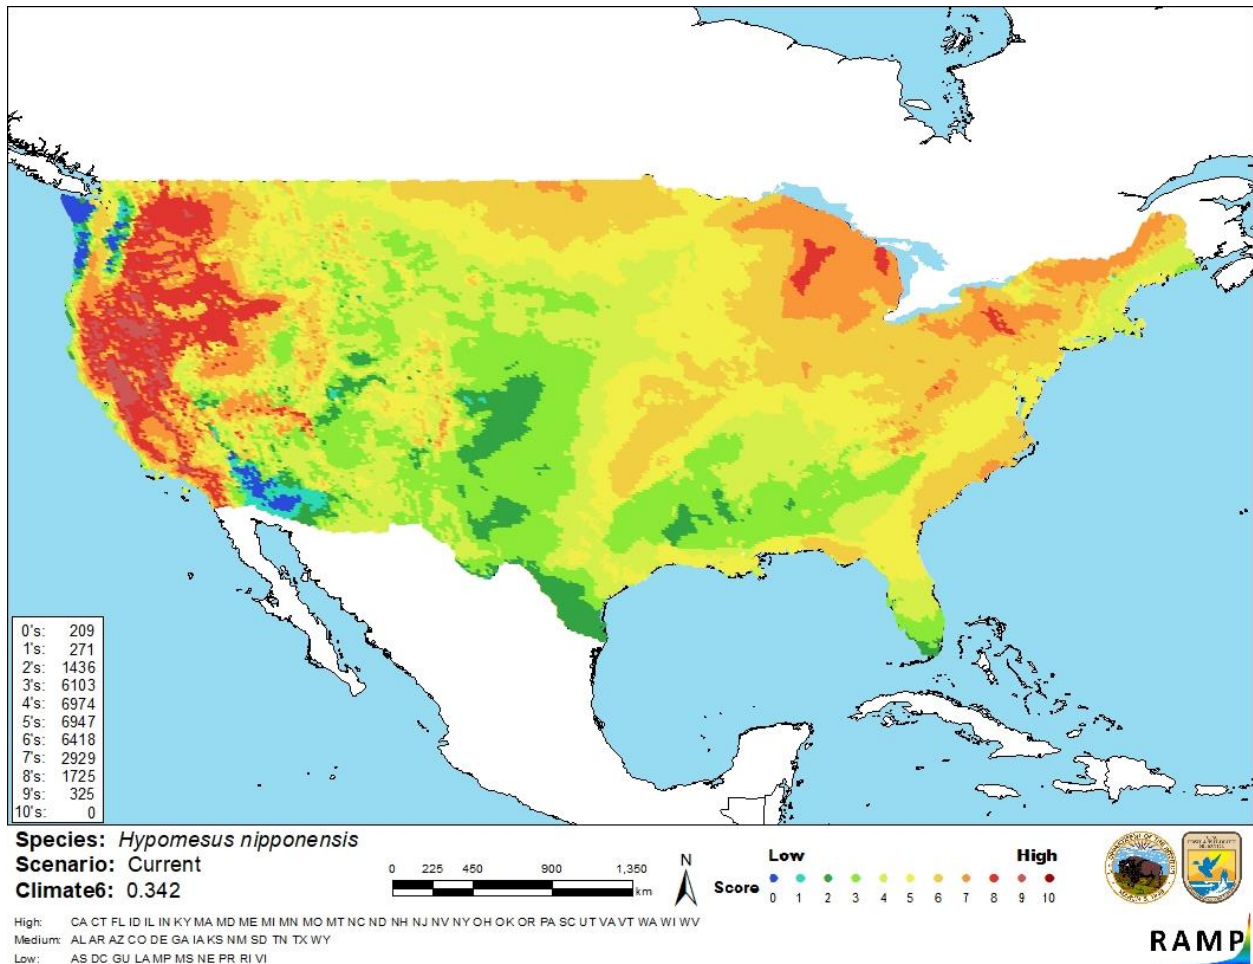 0's: 209
1's: 271
2's: 1436
3's: 6103
4's: 6974
5's: 6947
6's: 6418
7's: 2929
8's: 1725
9's: 325
10's: 0
Species: Hypomesus nipponensis
Scenario: Current
Climate6: 0.342
0 225 450 900 1,350
km
N
Low High
Score 0 1 2 3 4 5 6 7 8 9 10
High: CA CT FL ID IL IN KY MA MD ME MI MN MO MT NC ND NH NJ NV NY OH OK OR PA SC UT VA VT WA WI WV
Medium: AL AR AZ CO DE GA IA KS NM SD TN TX WY
Low: AS DC GU LA MP MS NE PR RI VI
RAMP